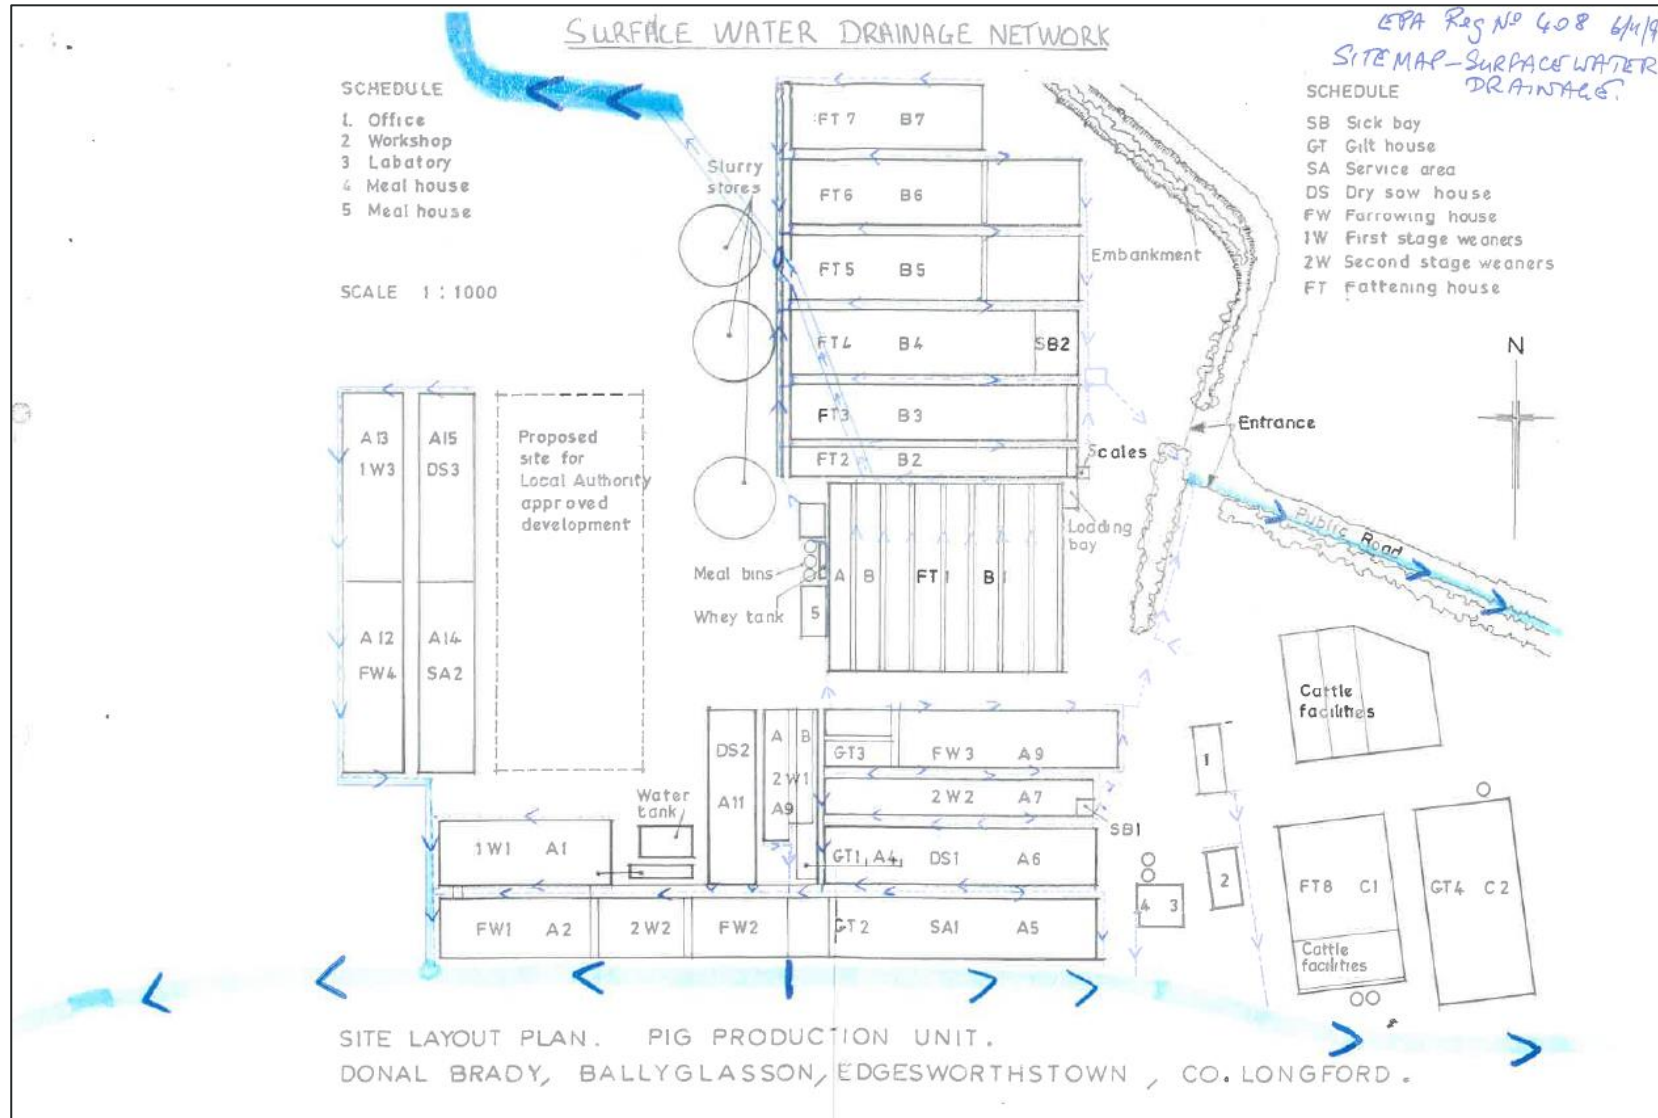 SURFACE WATER DRAINAGE NETWORK
EPA Reg Nº 408
SITE MAP-SURFACE WATER
DRAINAGE.
SCHEDULE
1. Office
2 Workshop
3 Labatory
4 Meal house
5 Meal house
SCALE 1 : 1000
SCHEDULE
SB Sick bay
GT Gilt house
SA Service area
DS Dry sow house
FW Farrowing house
1W First stage weaners
2W Second stage weaners
FT Fattening house
N
Slurry
stores
FT 7 B7
FT6 B6
FT5 B5
FT4 B4 SB2
FT3 B3
FT2 B2
Embankment
Entrance
Scales
Loading
bay
Public Road
A13
1W3
A15
DS3
A12
FW4
A14
SA2
Proposed
site for
Local Authority
approved
development
Meal bins
Whey tank
5
A B FT 1 B 1
Cattle
facilities
DS2
A11
A B
2W1
A9
GT3 FW3 A9
2W2 A7
SB1
GT1 A4 DS1 A6
Water
tank
1W1 A1
FW1 A2 2W2 FW2 GT2 SA1 A5
1
2
4 3
FT8 C1
Cattle
facilities
GT4 C2
SITE LAYOUT PLAN. PIG PRODUCTION UNIT.
DONAL BRADY, BALLYGLASSON, EDGESWORTHSTOWN, CO. LONGFORD.